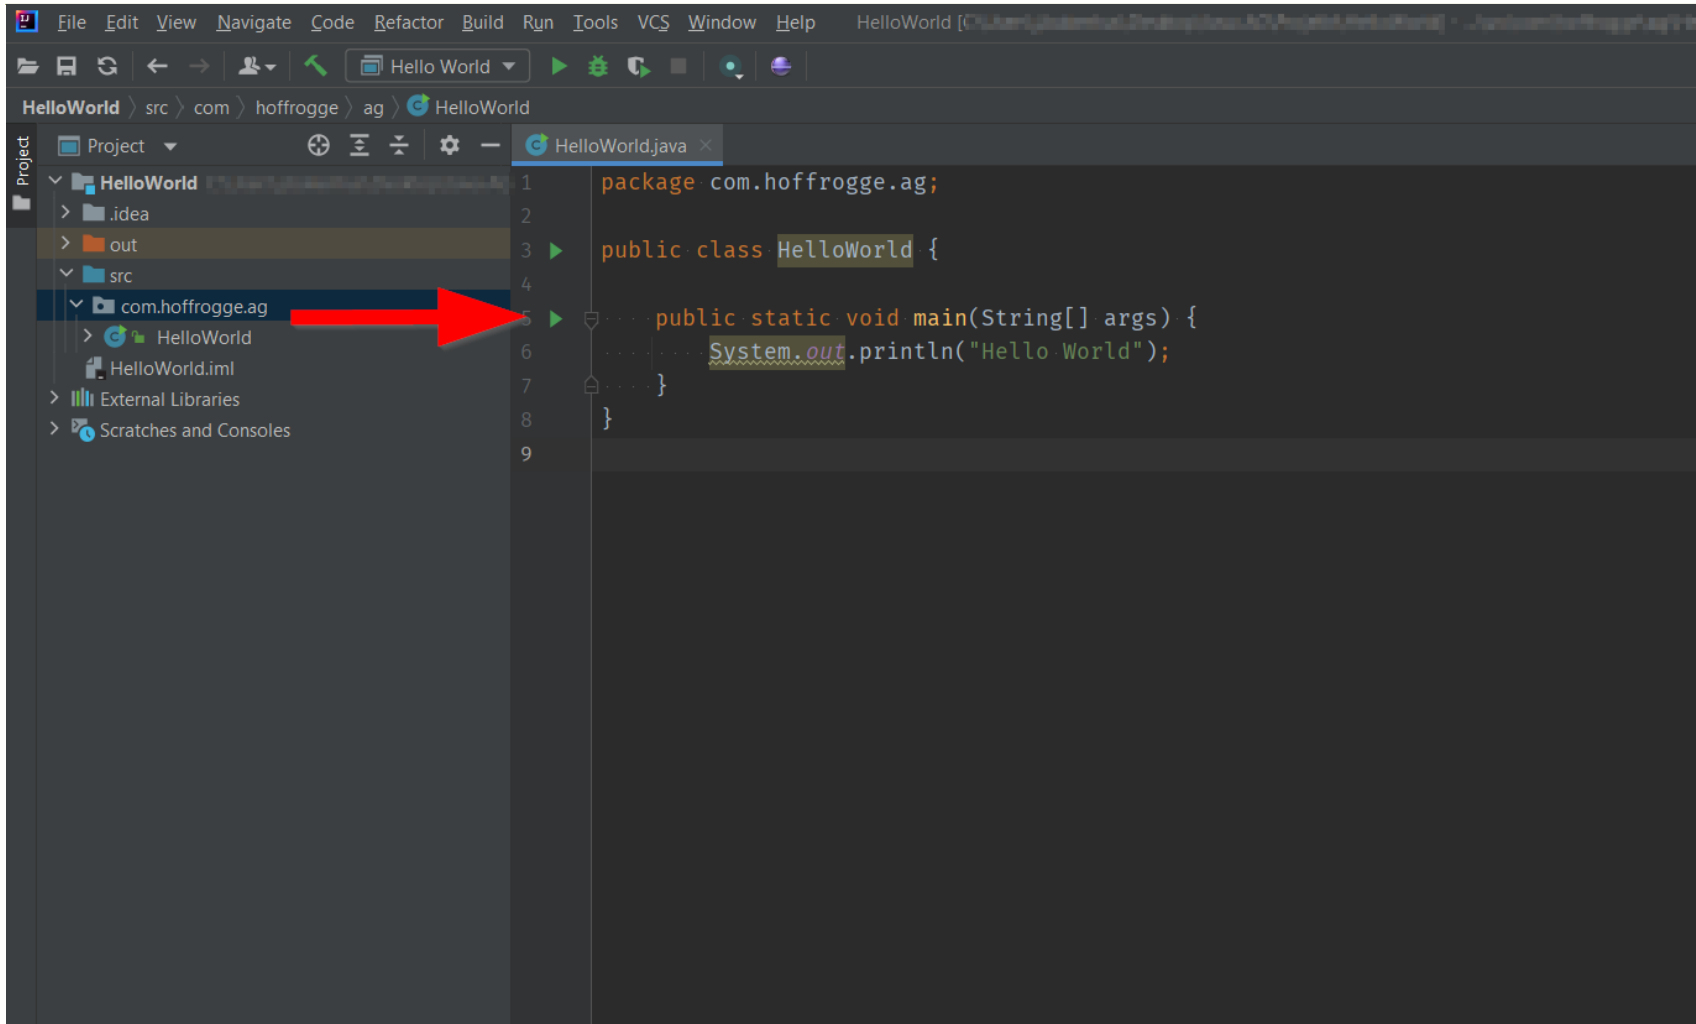 File Edit View Navigate Code Refactor Build Run Tools VCS Window Help HelloWorld
Hello World
HelloWorld src com hoffrogge ag HelloWorld
Project
Project
HelloWorld.java
HelloWorld
.idea
out
src
com.hoffrogge.ag
HelloWorld
HelloWorld.iml
External Libraries
Scratches and Consoles
1 package com.hoffrogge.ag;
2
3 public class HelloWorld {
4
5 public static void main(String[] args) {
6 System.out.println("Hello World");
7 }
8 }
9